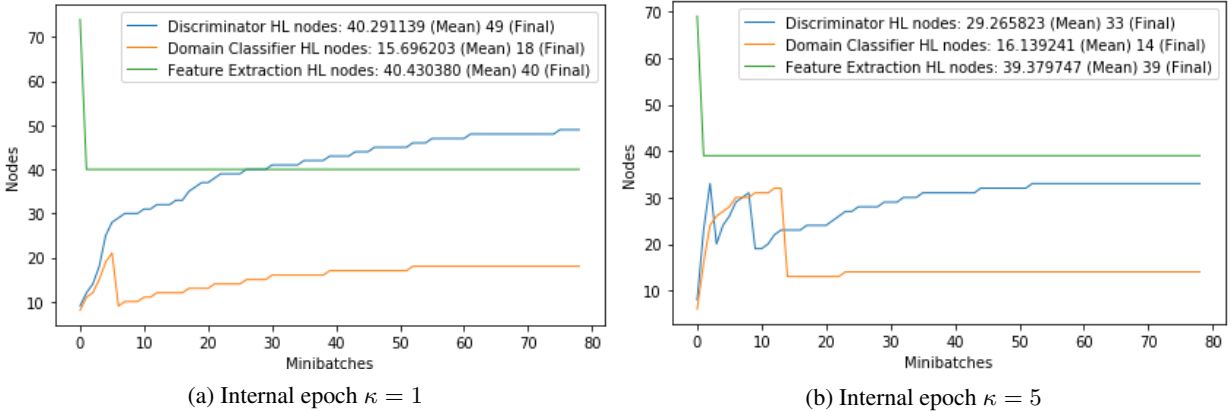 Discriminator HL nodes: 40.291139 (Mean) 49 (Final)
Domain Classifier HL nodes: 15.696203 (Mean) 18 (Final)
Feature Extraction HL nodes: 40.430380 (Mean) 40 (Final)
Nodes
70
60
50
40
30
20
10
0 10 20 30 40 50 60 70 80
Minibatches
(a) Internal epoch κ = 1
Discriminator HL nodes: 29.265823 (Mean) 33 (Final)
Domain Classifier HL nodes: 16.139241 (Mean) 14 (Final)
Feature Extraction HL nodes: 39.379747 (Mean) 39 (Final)
Nodes
70
60
50
40
30
20
10
0 10 20 30 40 50 60 70 80
Minibatches
(b) Internal epoch κ = 5